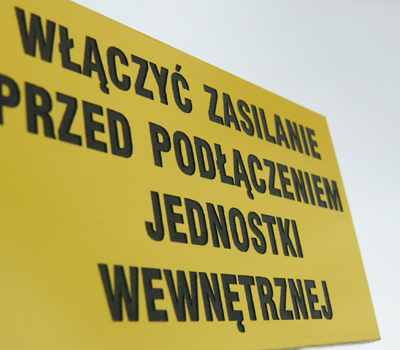 WŁĄCZYĆ ZASILANIE
PRZED PODŁĄCZENIEM
JEDNOSTKI
WEWNĘTRZNEJ